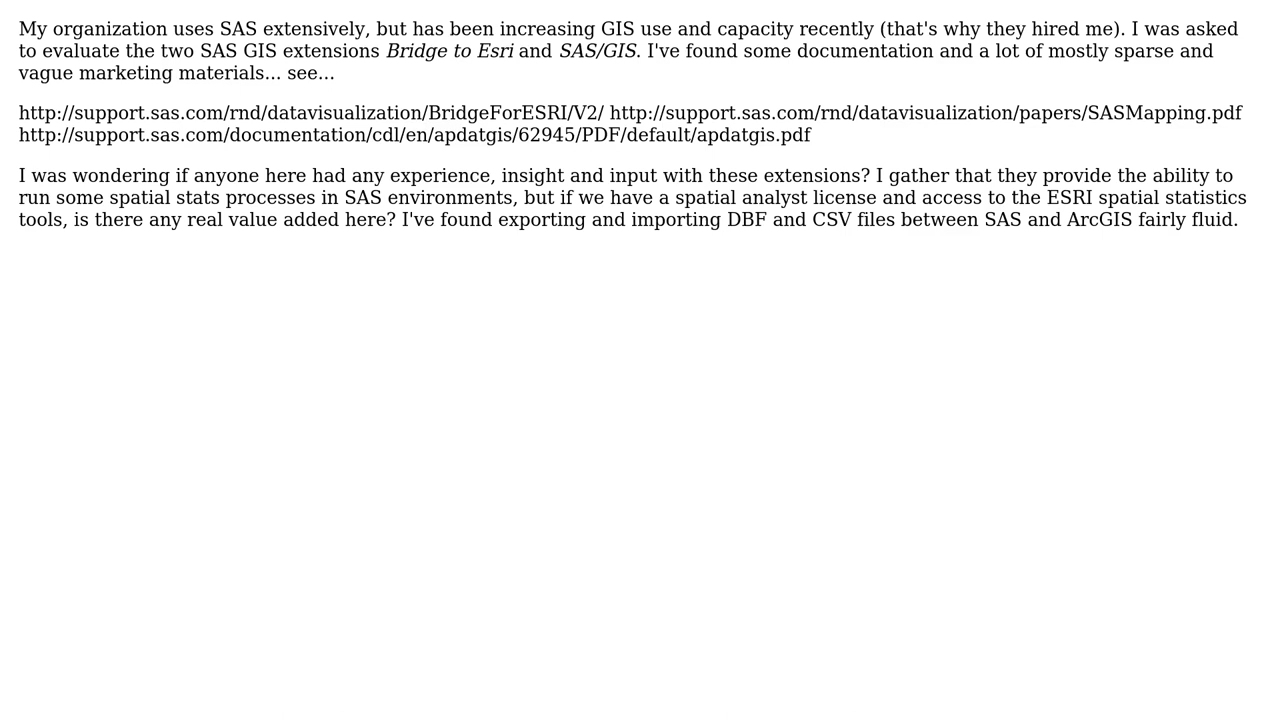 My organization uses SAS extensively, but has been increasing GIS use and capacity recently (that's why they hired me). I was asked
to evaluate the two SAS GIS extensions Bridge to Esri and SAS/GIS. I've found some documentation and a lot of mostly sparse and
vague marketing materials... see...
http://support.sas.com/rnd/datavisualization/BridgeForESRI/V2/ http://support.sas.com/rnd/datavisualization/papers/SASMapping.pdf
http://support.sas.com/documentation/cdl/en/apdatgis/62945/PDF/default/apdatgis.pdf
I was wondering if anyone here had any experience, insight and input with these extensions? I gather that they provide the ability to
run some spatial stats processes in SAS environments, but if we have a spatial analyst license and access to the ESRI spatial statistics
tools, is there any real value added here? I've found exporting and importing DBF and CSV files between SAS and ArcGIS fairly fluid.